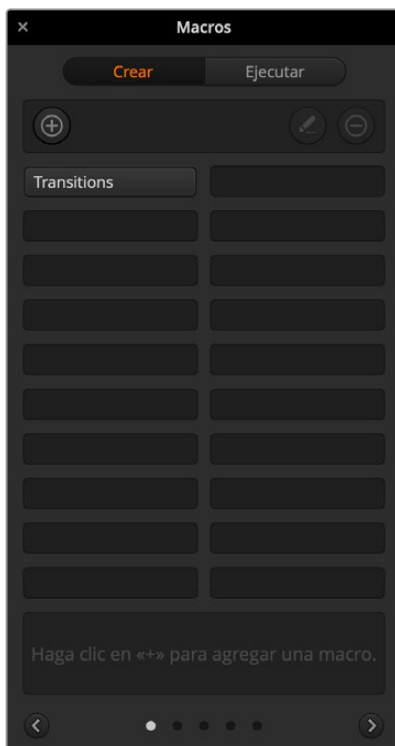 Macros
Crear Ejecutar
Transitions
Haga clic en «+» para agregar una macro.